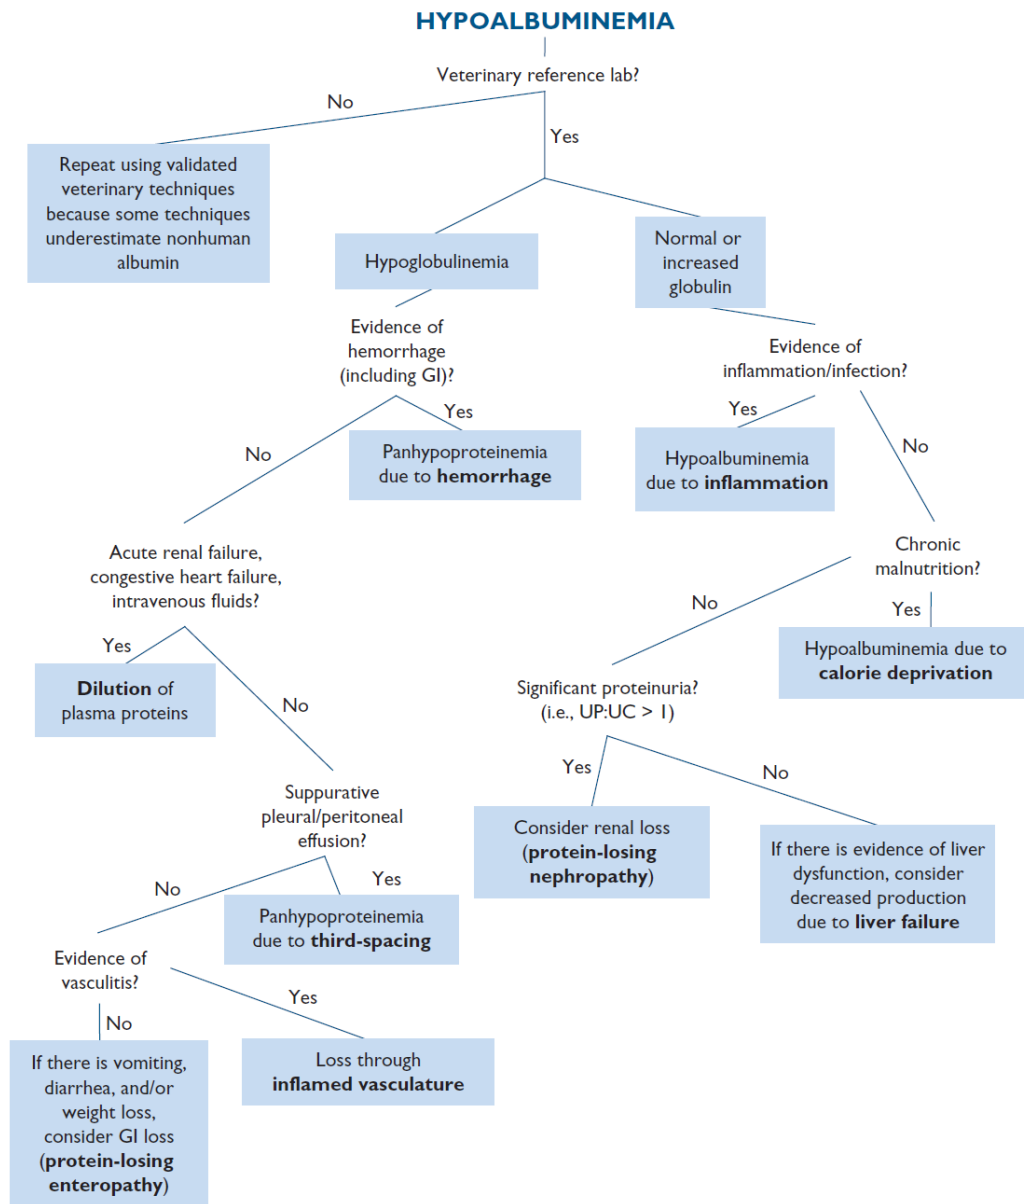 HYPOALBUMINEMIA
Veterinary reference lab?
No
Yes
Repeat using validated
veterinary techniques
because some techniques
underestimate nonhuman
albumin
Hypoglobulinemia
Normal or
increased
globulin
Evidence of
hemorrhage
(including GI)?
Evidence of
inflammation/infection?
Yes
No
Panhypoproteinemia
due to hemorrhage
Yes
No
Hypoalbuminemia
due to inflammation
Acute renal failure,
congestive heart failure,
intravenous fluids?
Chronic
malnutrition?
Yes
No
Dilution of
plasma proteins
No
Yes
Hypoalbuminemia due to
calorie deprivation
Significant proteinuria?
(i.e., UP:UC > 1)
Suppurative
pleural/peritoneal
effusion?
Yes
No
Consider renal loss
(protein-losing
nephropathy)
If there is evidence of liver
dysfunction, consider
decreased production
due to liver failure
No
Yes
Panhypoproteinemia
due to third-spacing
Evidence of
vasculitis?
No
Yes
If there is vomiting,
diarrhea, and/or
weight loss,
consider GI loss
(protein-losing
enteropathy)
Loss through
inflamed vasculature